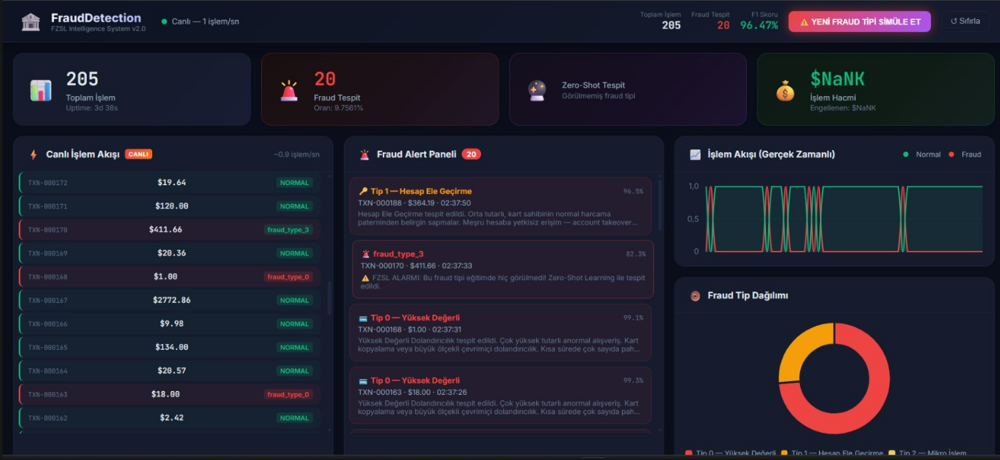 FraudDetection
FZSL Intelligence System v2.0
Canlı — 1 işlem/sn
Toplam İşlem
205
Fraud Tespit
20
F1 Skoru
96.47%
YENİ FRAUD TİPİ SİMÜLE ET
↺ Sıfırla
205
Toplam İşlem
Uptime: 3d 38s
20
Fraud Tespit
Oran: 9.7561%
Zero-Shot Tespit
Görülmemiş fraud tipi
$NaNK
İşlem Hacmi
Engellenen: $NaNK
Canlı İşlem Akışı CANLI ~0.9 işlem/sn
TXN-000172 $19.64 NORMAL
TXN-000171 $120.00 NORMAL
TXN-000170 $411.66 fraud_type_3
TXN-000169 $20.36 NORMAL
TXN-000168 $1.00 fraud_type_0
TXN-000167 $2772.86 NORMAL
TXN-000166 $9.98 NORMAL
TXN-000165 $134.00 NORMAL
TXN-000164 $20.57 NORMAL
TXN-000163 $18.00 fraud_type_0
TXN-000162 $2.42 NORMAL
Fraud Alert Paneli 20
Tip 1 — Hesap Ele Geçirme 96.5%
TXN-000188 · $364.19 · 02:37:50
Hesap Ele Geçirme tespit edildi. Orta tutarlı, kart sahibinin normal harcama
paterninden belirgin sapmalar. Meşru hesaba yetkisiz erişim — account takeover...
fraud_type_3 82.3%
TXN-000170 · $411.66 · 02:37:33
FZSL ALARMI: Bu fraud tipi eğitimde hiç görülmedi! Zero-Shot Learning ile tespit
edildi.
Tip 0 — Yüksek Değerli 99.1%
TXN-000168 · $1.00 · 02:37:31
Yüksek Değerli Dolandırıcılık tespit edildi. Çok yüksek tutarlı anormal alışveriş. Kart
kopyalama veya büyük ölçekli çevrimiçi dolandırıcılık. Kısa sürede çok sayıda pah...
Tip 0 — Yüksek Değerli 99.3%
TXN-000163 · $18.00 · 02:37:26
Yüksek Değerli Dolandırıcılık tespit edildi. Çok yüksek tutarlı anormal alışveriş. Kart
kopyalama veya büyük ölçekli çevrimiçi dolandırıcılık. Kısa sürede çok sayıda pah...
İşlem Akışı (Gerçek Zamanlı) Normal Fraud
1,0
0,5
0
Fraud Tip Dağılımı
Tip 0 — Yüksek Değerli Tip 1 — Hesap Ele Geçirme Tip 2 — Mikro İşlem